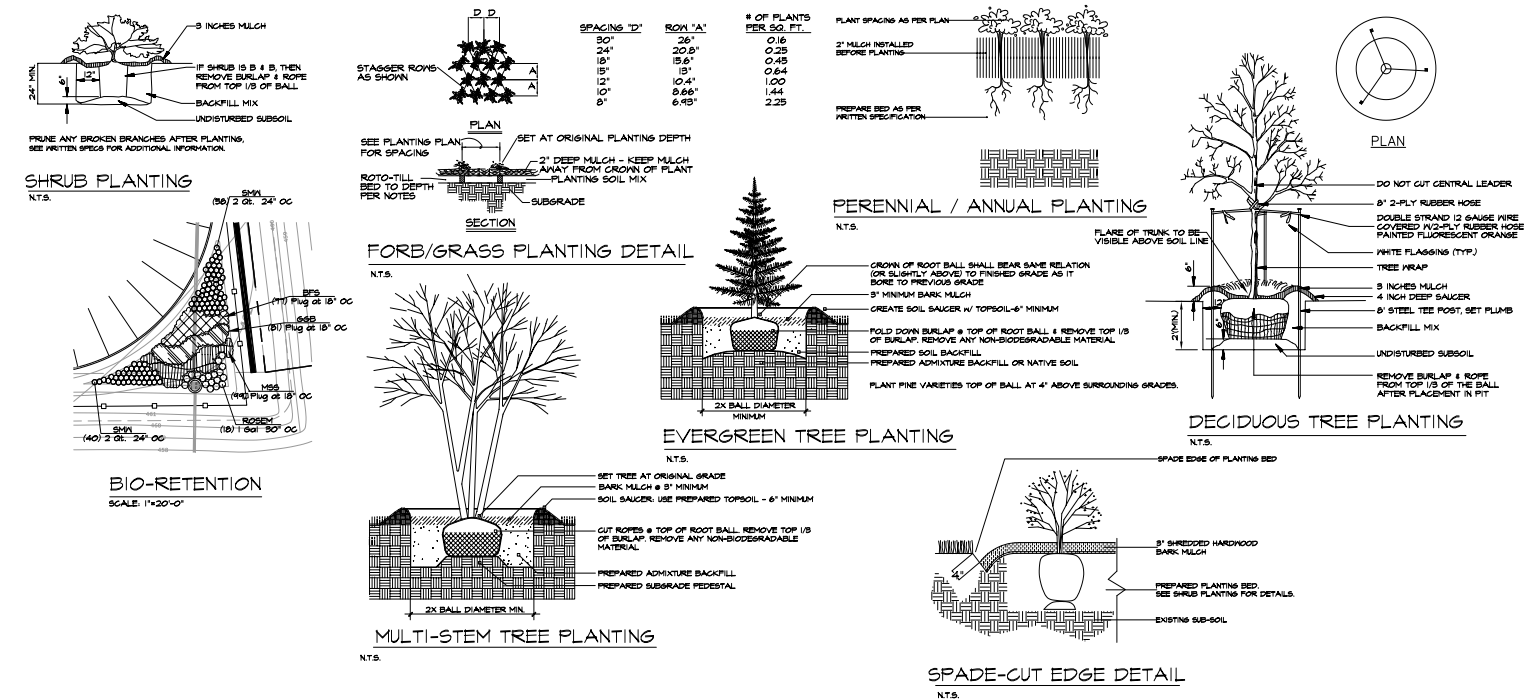 3 INCHES MULCH
24" MIN.
6"
12"
IF SHRUB IS B & B, THEN
REMOVE BURLAP & ROPE
FROM TOP 1/3 OF BALL
BACKFILL MIX
UNDISTURBED SUBSOIL
PRUNE ANY BROKEN BRANCHES AFTER PLANTING,
SEE WRITTEN SPECS FOR ADDITIONAL INFORMATION.
SHRUB PLANTING
N.T.S.
D D
STAGGER ROWS
AS SHOWN
A
A
PLAN
SPACING "D" ROW "A" # OF PLANTS
PER SQ. FT.
30" 26" 0.16
24" 20.8" 0.25
18" 15.6" 0.45
15" 13" 0.64
12" 10.4" 1.00
10" 8.66" 1.44
8" 6.93" 2.25
SEE PLANTING PLAN
FOR SPACING
SET AT ORIGINAL PLANTING DEPTH
2" DEEP MULCH - KEEP MULCH
AWAY FROM CROWN OF PLANT
PLANTING SOIL MIX
ROTO-TILL
BED TO DEPTH
PER NOTES
SUBGRADE
SECTION
FORB/GRASS PLANTING DETAIL
N.T.S.
PLANT SPACING AS PER PLAN
2" MULCH INSTALLED
BEFORE PLANTING
PREPARE BED AS PER
WRITTEN SPECIFICATION
PERENNIAL / ANNUAL PLANTING
N.T.S.
PLAN
DO NOT CUT CENTRAL LEADER
8" 2-PLY RUBBER HOSE
DOUBLE STRAND 12 GAUGE WIRE
COVERED W/2-PLY RUBBER HOSE
PAINTED FLUORESCENT ORANGE
FLARE OF TRUNK TO BE
VISIBLE ABOVE SOIL LINE
WHITE FLAGGING (TYP.)
TREE WRAP
6"
3 INCHES MULCH
4 INCH DEEP SAUCER
8' STEEL TEE POST, SET PLUMB
BACKFILL MIX
12"
6"
UNDISTURBED SUBSOIL
REMOVE BURLAP & ROPE
FROM TOP 1/3 OF THE BALL
AFTER PLACEMENT IN PIT
DECIDUOUS TREE PLANTING
N.T.S.
SMW
(38) 2 Qt. 24" OC
BFS
(77) Plug at 18" OC
GGB
(81) Plug at 18" OC
MSS
(99) Plug at 18" OC
ROSEM
(18) 1 Gal 30" OC
SMW
(40) 2 Qt. 24" OC
BIO-RETENTION
SCALE: 1"=20'-0"
CROWN OF ROOT BALL SHALL BEAR SAME RELATION
(OR SLIGHTLY ABOVE) TO FINISHED GRADE AS IT
BORE TO PREVIOUS GRADE
3" MINIMUM BARK MULCH
CREATE SOIL SAUCER W/ TOPSOIL-6" MINIMUM
FOLD DOWN BURLAP @ TOP OF ROOT BALL & REMOVE TOP 1/3
OF BURLAP. REMOVE ANY NON-BIODEGRADABLE
MATERIAL
PREPARED SOIL BACKFILL
PREPARED ADMIXTURE BACKFILL OR NATIVE SOIL
PLANT PINE VARIETIES TOP OF BALL AT 4" ABOVE SURROUNDING GRADES.
2X BALL DIAMETER
MINIMUM
EVERGREEN TREE PLANTING
N.T.S.
SET TREE AT ORIGINAL GRADE
BARK MULCH @ 3" MINIMUM
SOIL SAUCER: USE PREPARED TOPSOIL - 6" MINIMUM
CUT ROPES @ TOP OF ROOT BALL. REMOVE TOP 1/3
OF BURLAP. REMOVE ANY NON-BIODEGRADABLE
MATERIAL
PREPARED ADMIXTURE BACKFILL
PREPARED SUBGRADE PEDESTAL
2X BALL DIAMETER MIN.
MULTI-STEM TREE PLANTING
N.T.S.
SPADE EDGE OF PLANTING BED
4"
3" SHREDDED HARDWOOD
BARK MULCH
PREPARED PLANTING BED.
SEE SHRUB PLANTING FOR DETAILS.
EXISTING SUB-SOIL
SPADE-CUT EDGE DETAIL
N.T.S.